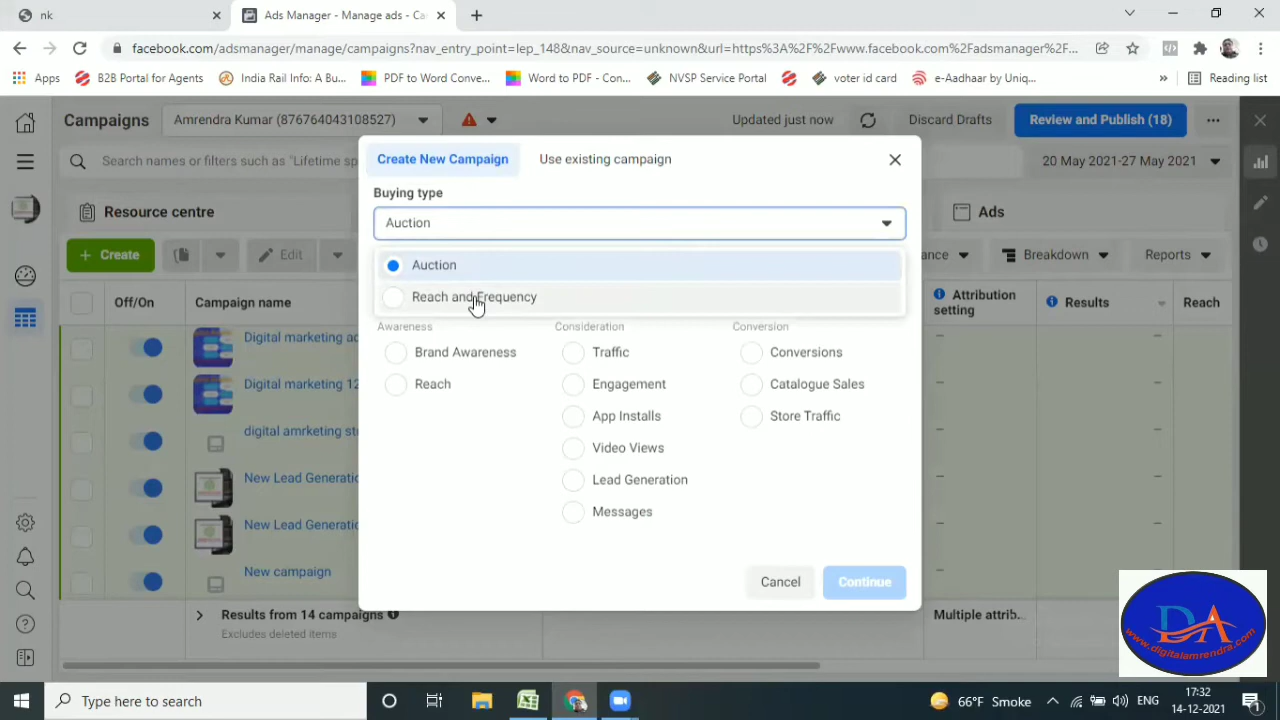 nk
Ads Manager - Manage ads - Ca
facebook.com/adsmanager/manage/campaigns?nav_entry_point=lep_148&nav_source=unknown&url=https%3A%2F%2Fwww.facebook.com%2Fadsmanager%2F...
Apps
B2B Portal for Agents
India Rail Info: A Bu...
PDF to Word Conve...
Word to PDF - Con...
NVSP Service Portal
voter id card
e-Aadhaar by Uniq...
»
Reading list
Campaigns
Amrendra Kumar (876764043108527)
Updated just now
Discard Drafts
Review and Publish (18)
Search names or filters such as "Lifetime sp
20 May 2021-27 May 2021
Create New Campaign
Use existing campaign
Buying type
Auction
Auction
Reach and Frequency
Awareness
Consideration
Conversion
Brand Awareness
Traffic
Conversions
Reach
Engagement
Catalogue Sales
App Installs
Store Traffic
Video Views
Lead Generation
Messages
Cancel
Continue
Resource centre
Ads
+ Create
Edit
ance
Breakdown
Reports
Off/On
Campaign name
Attribution
setting
Results
Reach
Digital marketing ad
Digital marketing 12
digital amrketing stu
New Lead Generatio
New Lead Generatio
New campaign
Results from 14 campaigns
Excludes deleted items
Multiple attrib...
DA
www.digitalamrendra.com
Type here to search
66°F Smoke
ENG
17:32
14-12-2021
1